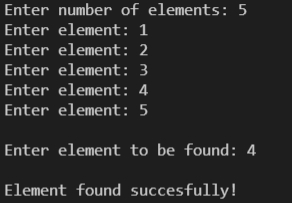 Enter number of elements: 5
Enter element: 1
Enter element: 2
Enter element: 3
Enter element: 4
Enter element: 5
Enter element to be found: 4
Element found succesfully!